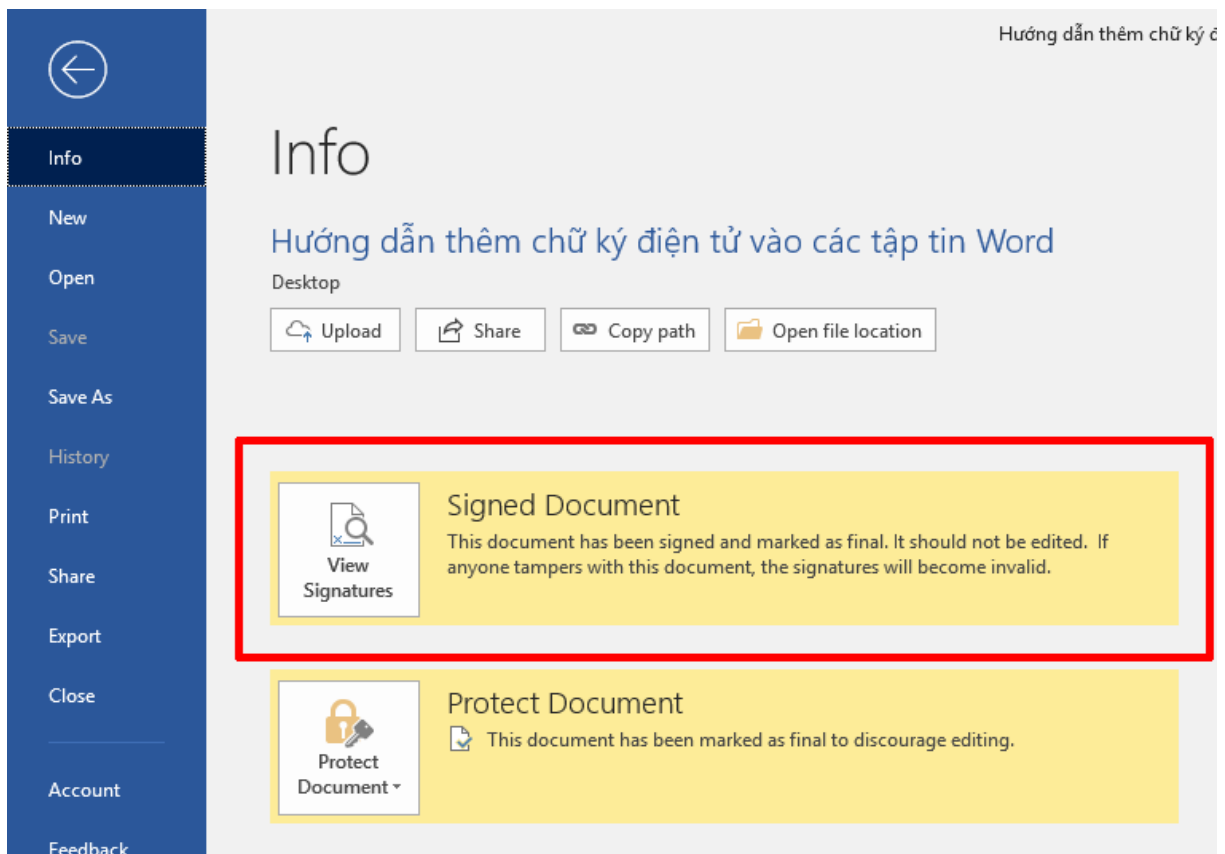 Hướng dẫn thêm chữ ký đ
Info
New
Open
Save
Save As
History
Print
Share
Export
Close
Account
Feedback
Info
Hướng dẫn thêm chữ ký điện tử vào các tập tin Word
Desktop
Upload
Share
Copy path
Open file location
View
Signatures
Signed Document
This document has been signed and marked as final. It should not be edited. If
anyone tampers with this document, the signatures will become invalid.
Protect
Document
Protect Document
This document has been marked as final to discourage editing.